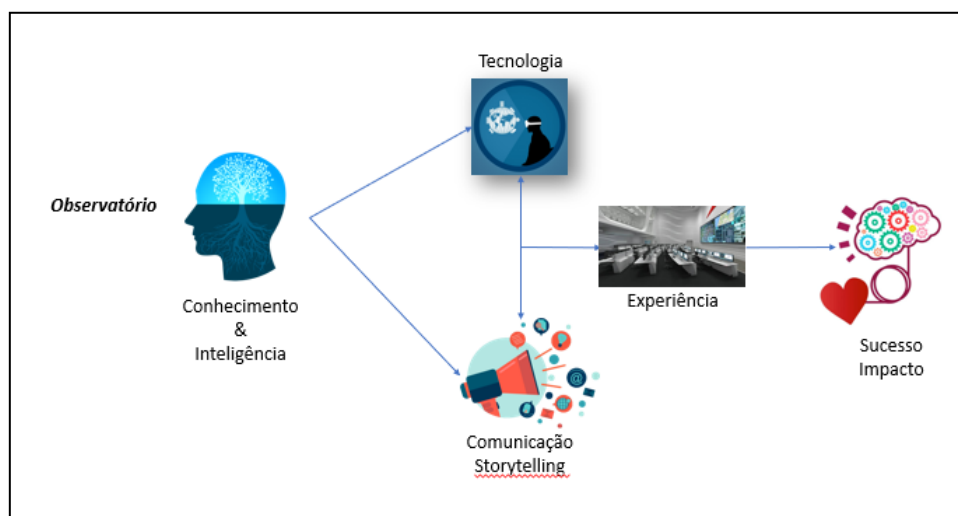 Tecnologia
Observatório
Conhecimento
&
Inteligência
Experiência
Sucesso
Impacto
@
Comunicação
Storytelling